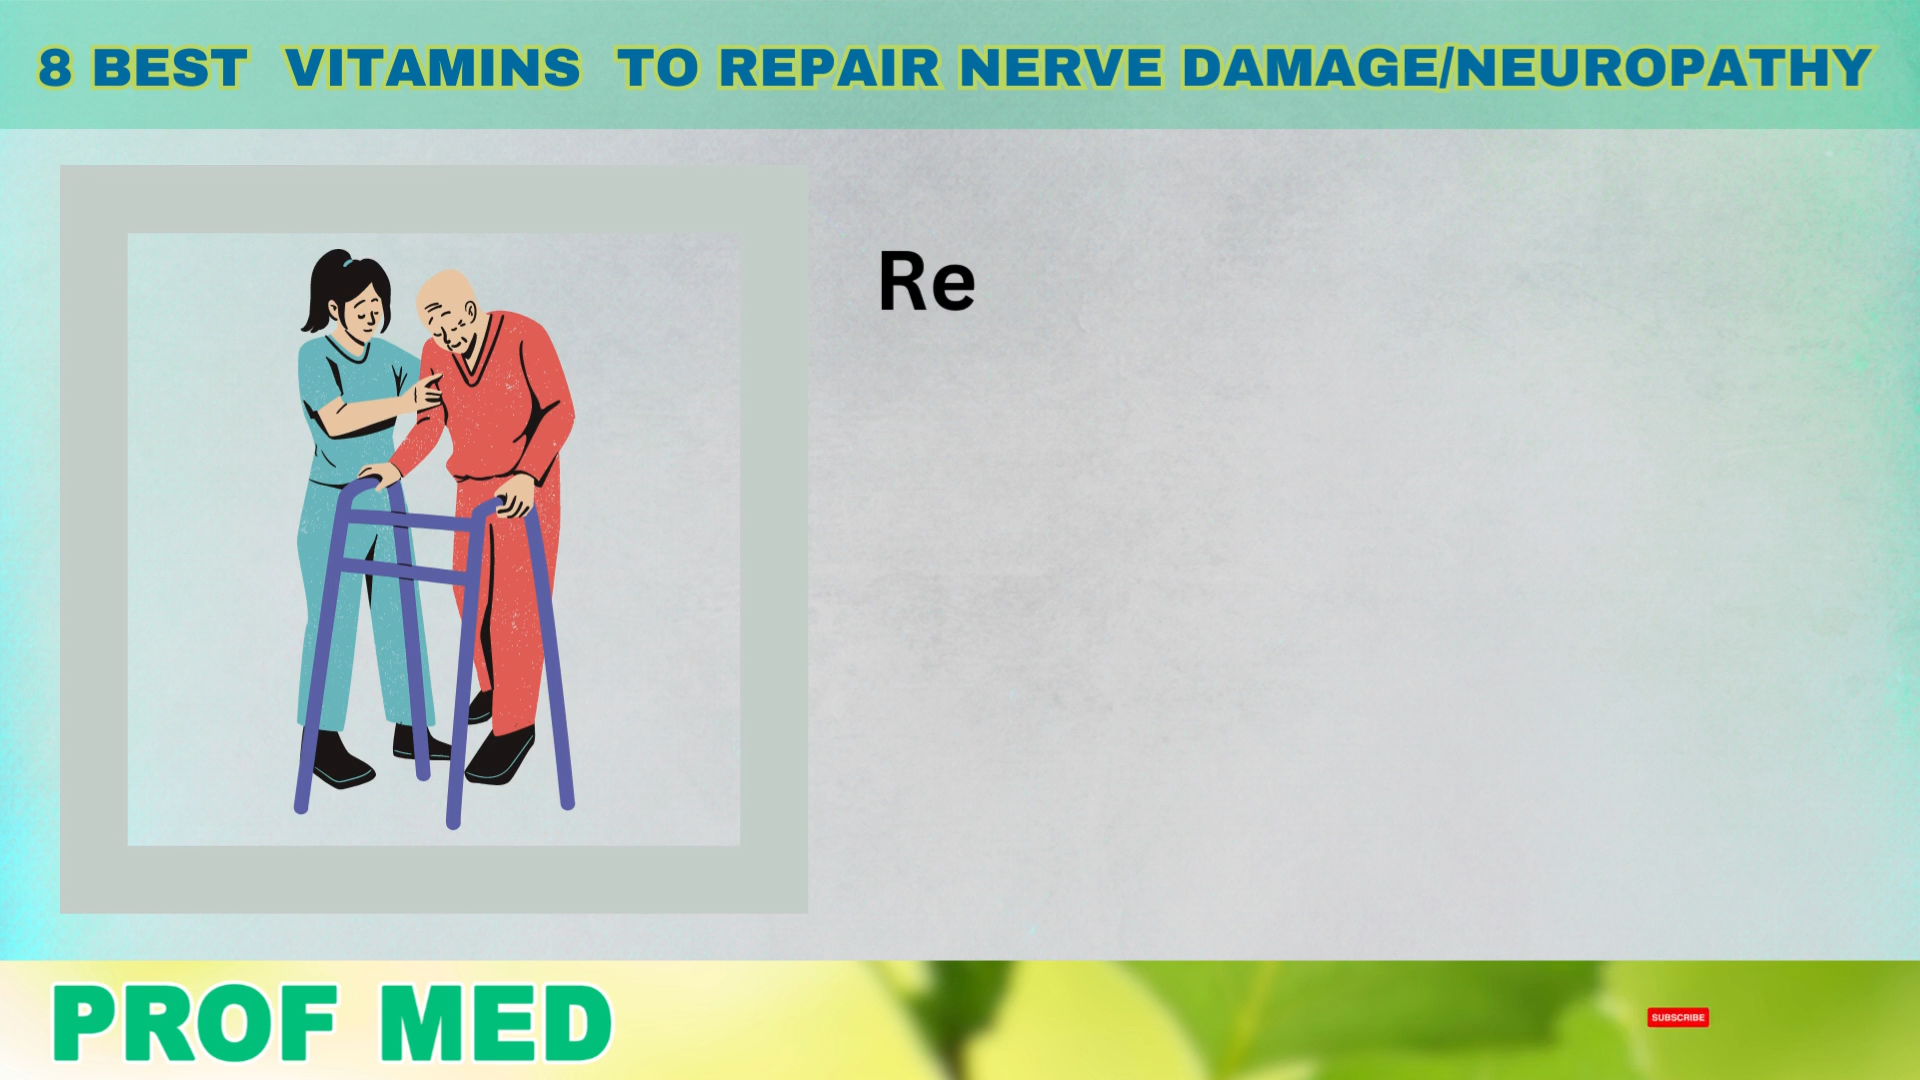 8 BEST VITAMINS TO REPAIR NERVE DAMAGE/NEUROPATHY
Re
PROF MED
SUBSCRIBE